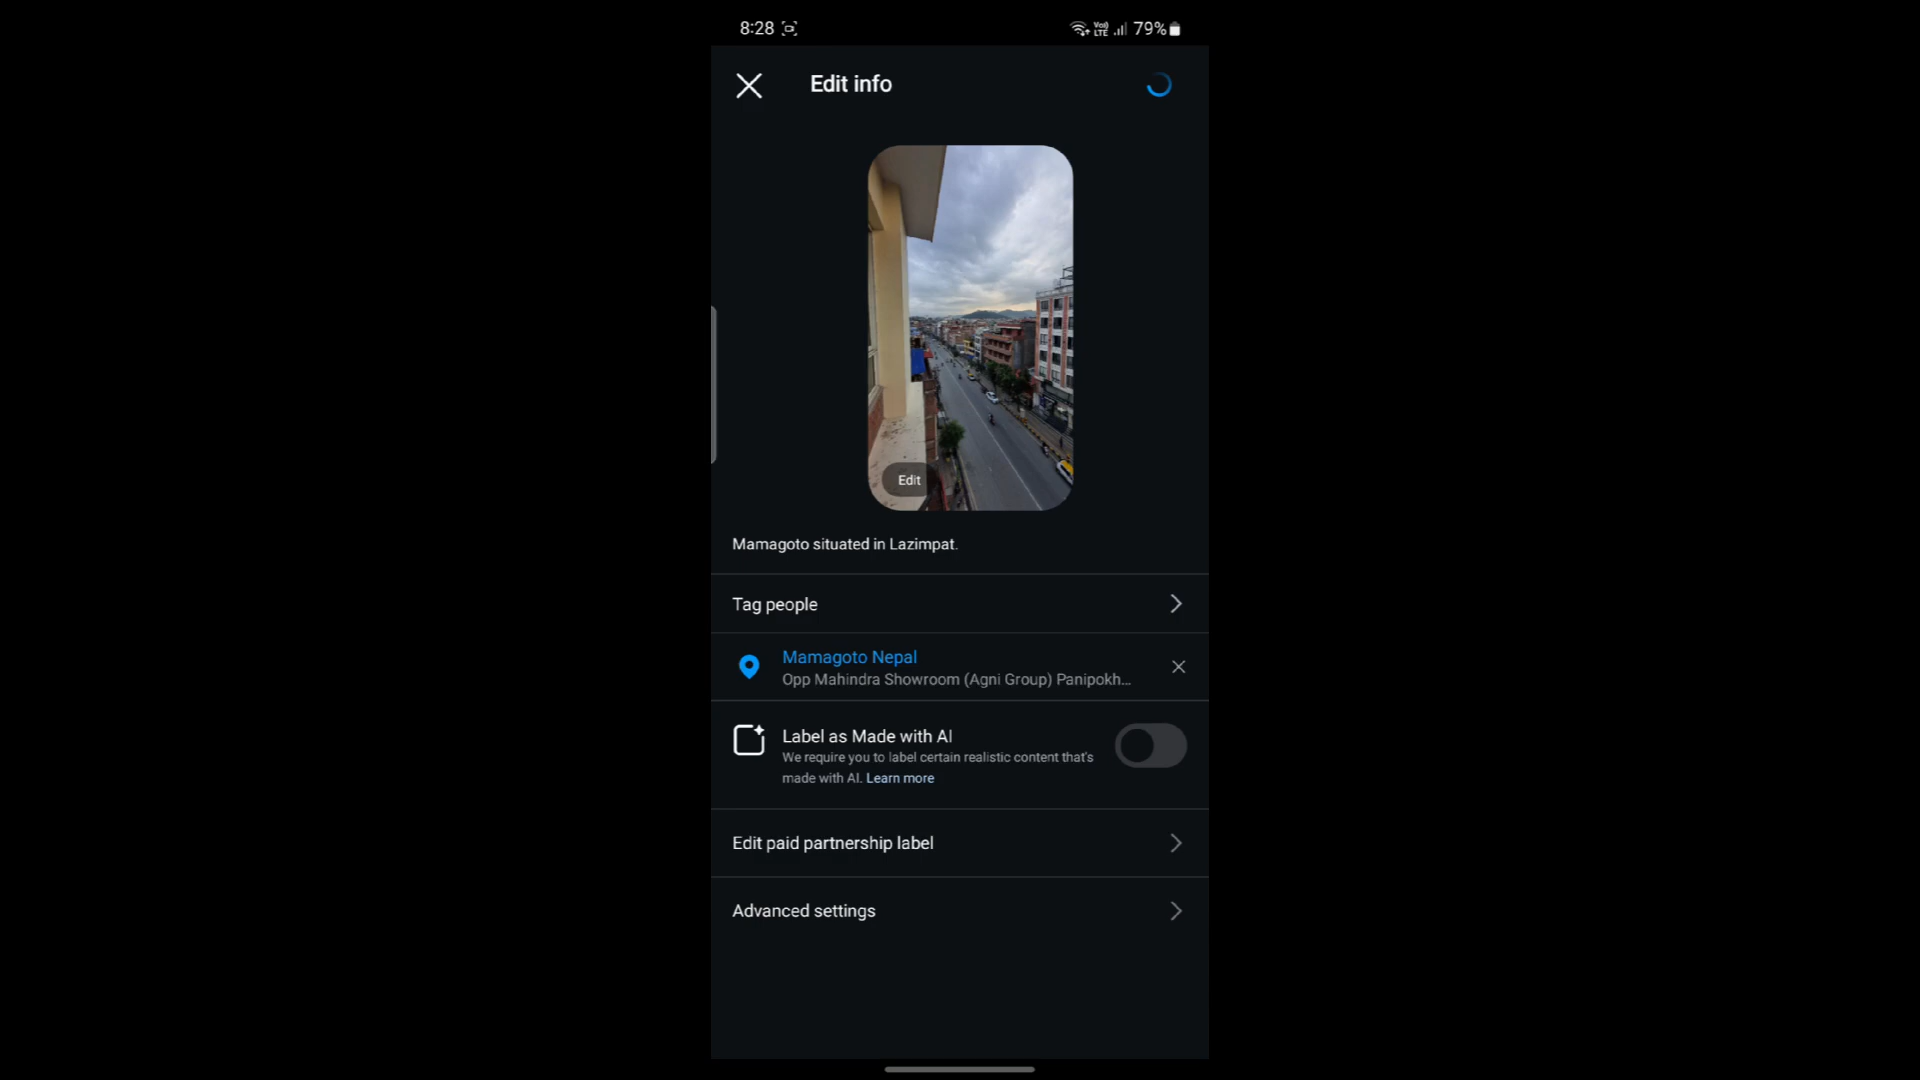 8:28 Vo) LTE 79%
Edit info
Edit
Mamagoto situated in Lazimpat.
Tag people
Mamagoto Nepal
Opp Mahindra Showroom (Agni Group) Panipokh...
Label as Made with AI
We require you to label certain realistic content that's
made with AI. Learn more
Edit paid partnership label
Advanced settings